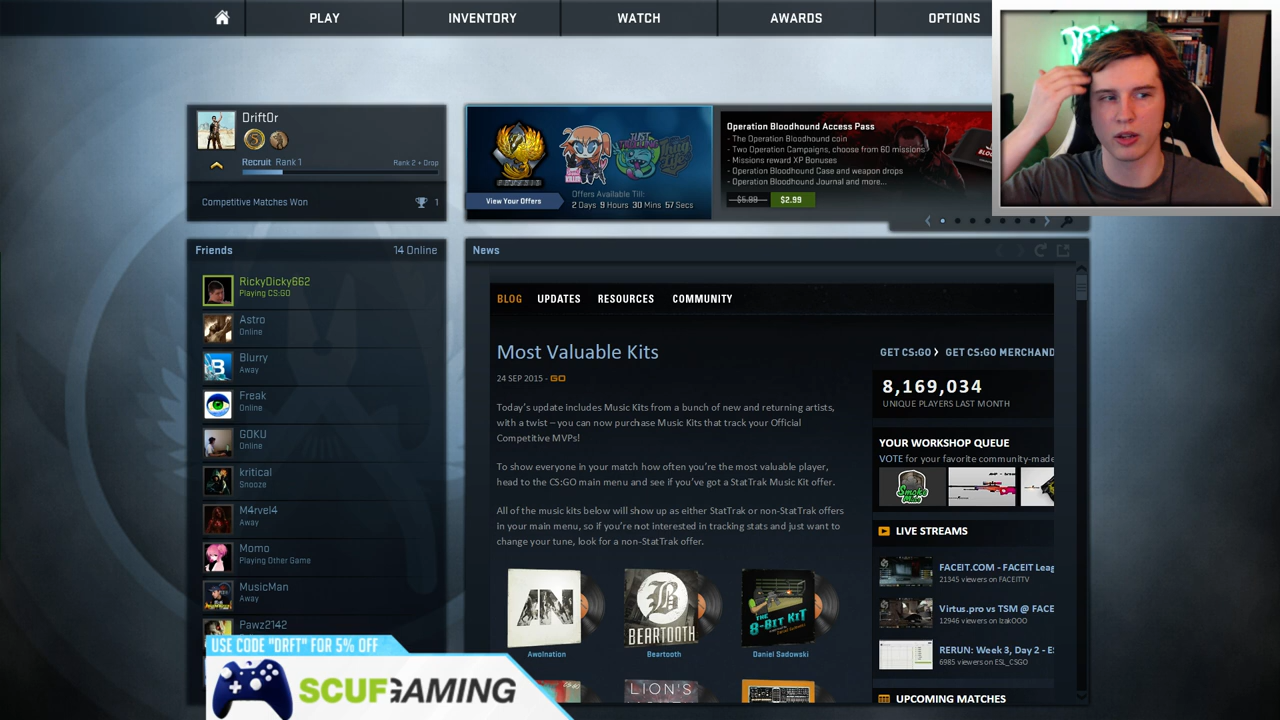 PLAY
INVENTORY
WATCH
AWARDS
OPTIONS
Drift0r
Recruit Rank 1
Rank 2 + Drop
Competitive Matches Won
1
View Your Offers
Offers Available Till:
2 Days 9 Hours 30 Mins 57 Secs
Operation Bloodhound Access Pass
- The Operation Bloodhound coin
- Two Operation Campaigns, choose from 60 missions
- Missions reward XP Bonuses
- Operation Bloodhound Case and weapon drops
- Operation Bloodhound Journal and more...
$5.99 $2.99
Friends
14 Online
RickyDicky662
Playing CS:GO
Astro
Online
Blurry
Away
Freak
Online
GOKU
Online
kritical
Snooze
M4rvel4
Away
Momo
Playing Other Game
MusicMan
Away
Pawz2142
News
BLOG UPDATES RESOURCES COMMUNITY
Most Valuable Kits
24 SEP 2015 - GO
Today's update includes Music Kits from a bunch of new and returning artists,
with a twist – you can now purchase Music Kits that track your Official
Competitive MVPs!
To show everyone in your match how often you're the most valuable player,
head to the CS:GO main menu and see if you've got a StatTrak Music Kit offer.
All of the music kits below will show up as either StatTrak or non-StatTrak offers
in your main menu, so if you're not interested in tracking stats and just want to
change your tune, look for a non-StatTrak offer.
AN
B
BEARTOOTH
THE
8-BIT KIT
Awolnation
Beartooth
Daniel Sadowski
LION'S
GET CS:GO
GET CS:GO MERCHAND
8,169,034
UNIQUE PLAYERS LAST MONTH
YOUR WORKSHOP QUEUE
VOTE for your favorite community-made
LIVE STREAMS
FACEIT.COM - FACEIT Leag
21345 viewers on FACEITTV
Virtus.pro vs TSM @ FACE
12946 viewers on trakOOO
RERUN: Week 3, Day 2 - ES
6985 viewers on ESL_CSGO
UPCOMING MATCHES
USE CODE "DRFT" FOR 5% OFF
SCUFGAMING